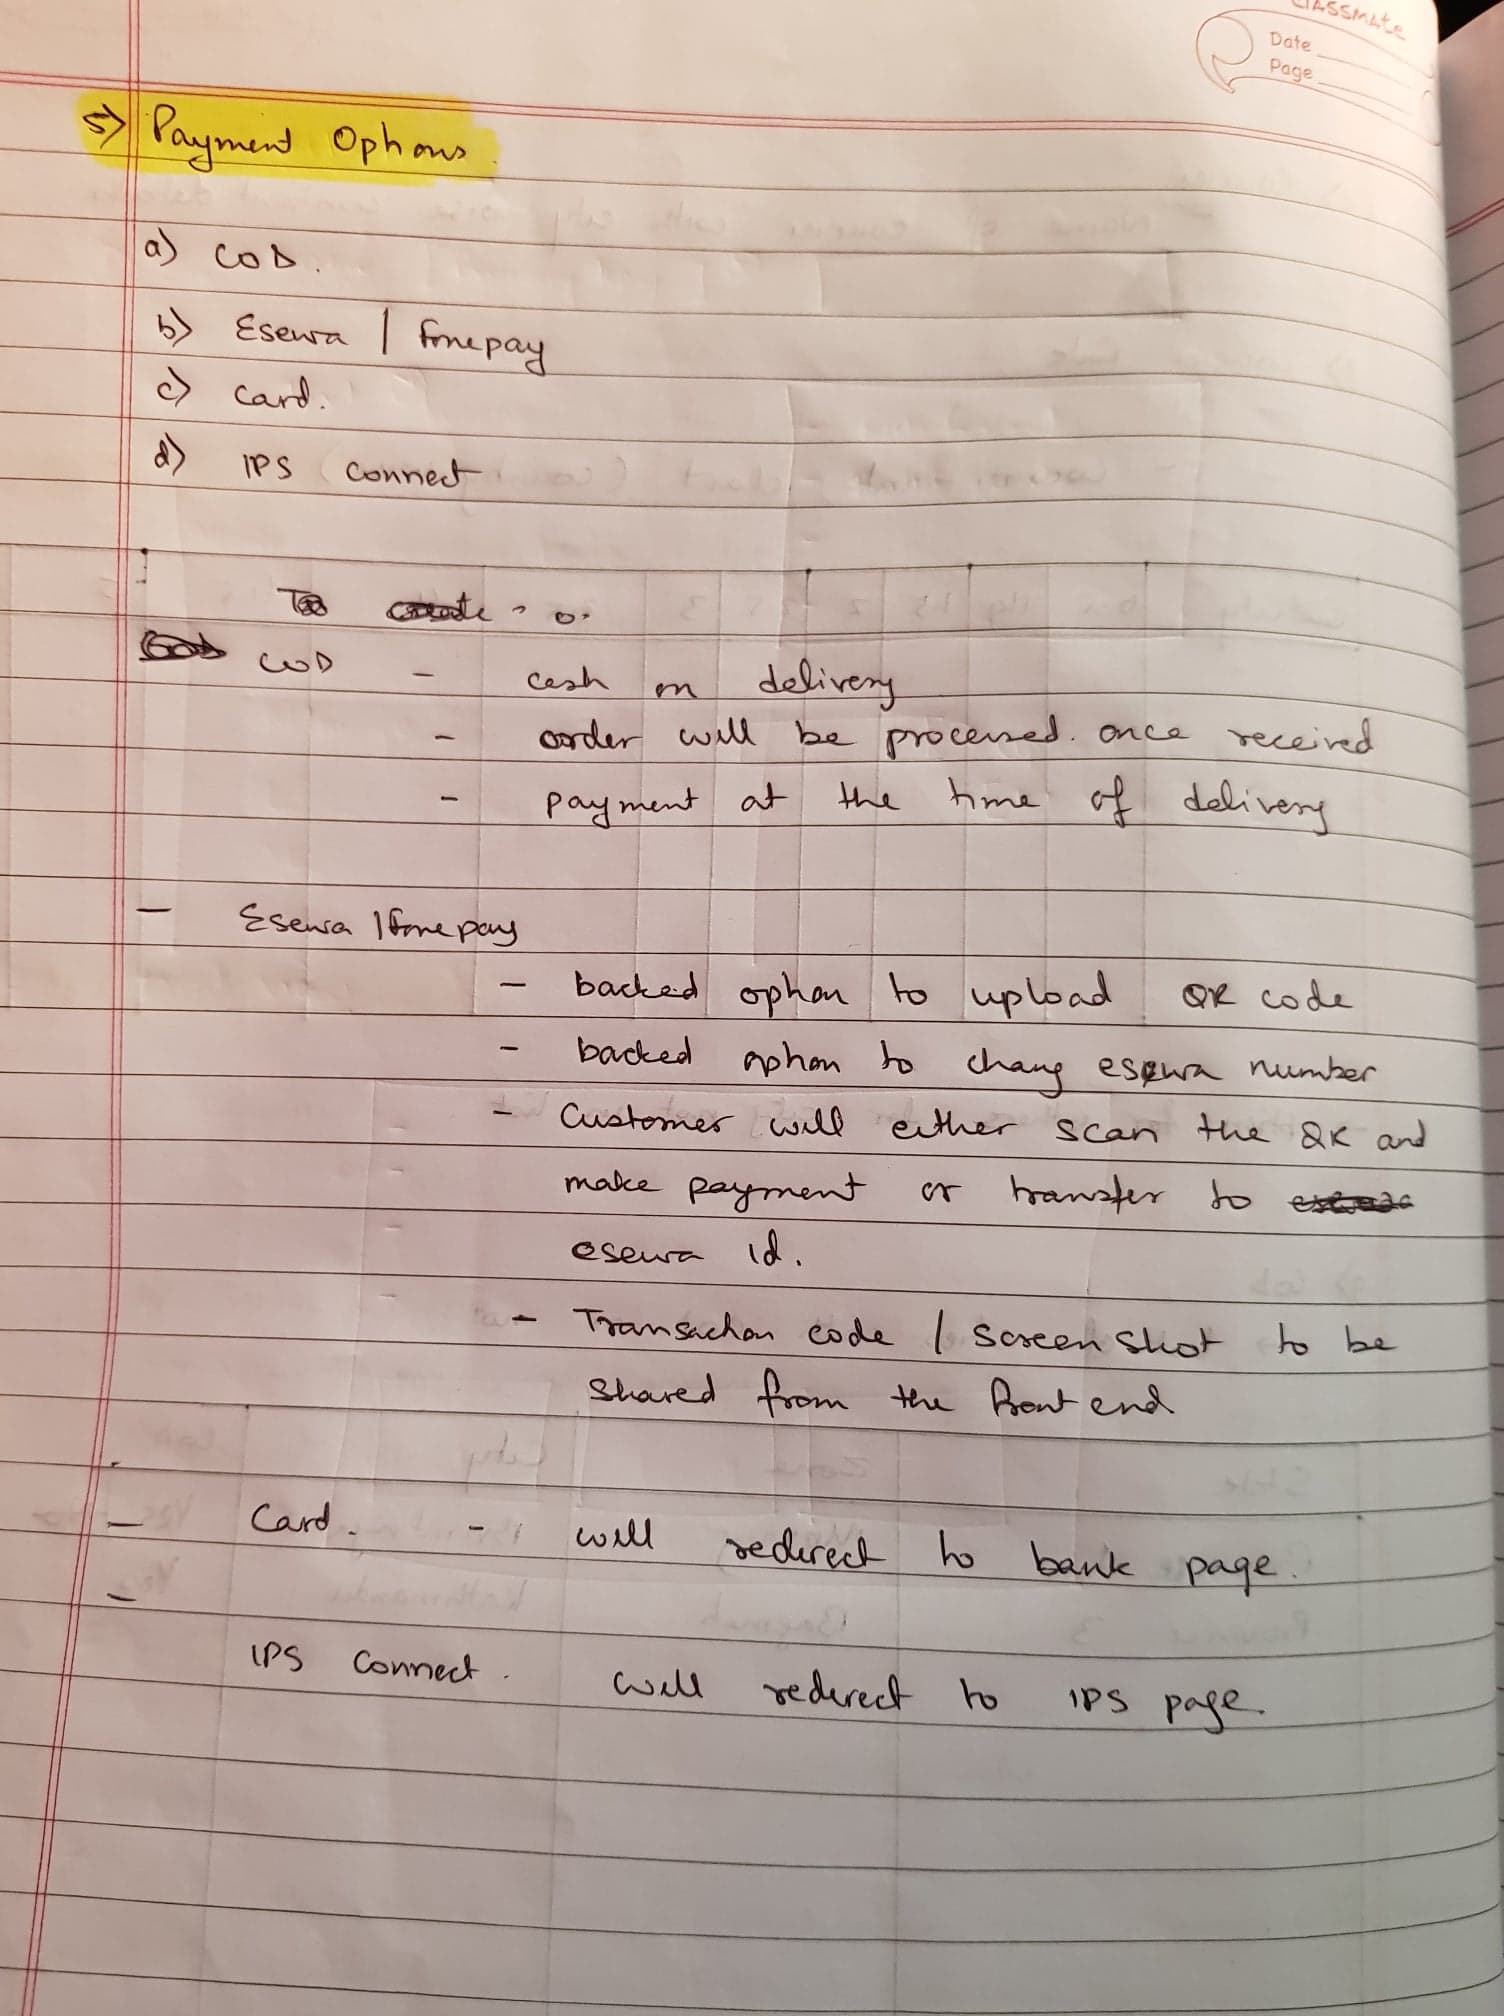 classmate
Date
Page
5) Payment Options
a) COD.
b) Esewa | fonepay
c) Card.
d) IPS Connect
COD - cash on delivery
- order will be processed. once received
- payment at the time of delivery
- Esewa | fonepay
- backed option to upload QR code
- backed option to chang esewa number
- Customer will either scan the QR and
make payment or transfer to
esewa id.
- Transaction code / Screen Shot to be
Shared from the front end
- Card. - will redirect to bank page.
-
IPS Connect. will redirect to IPS page.